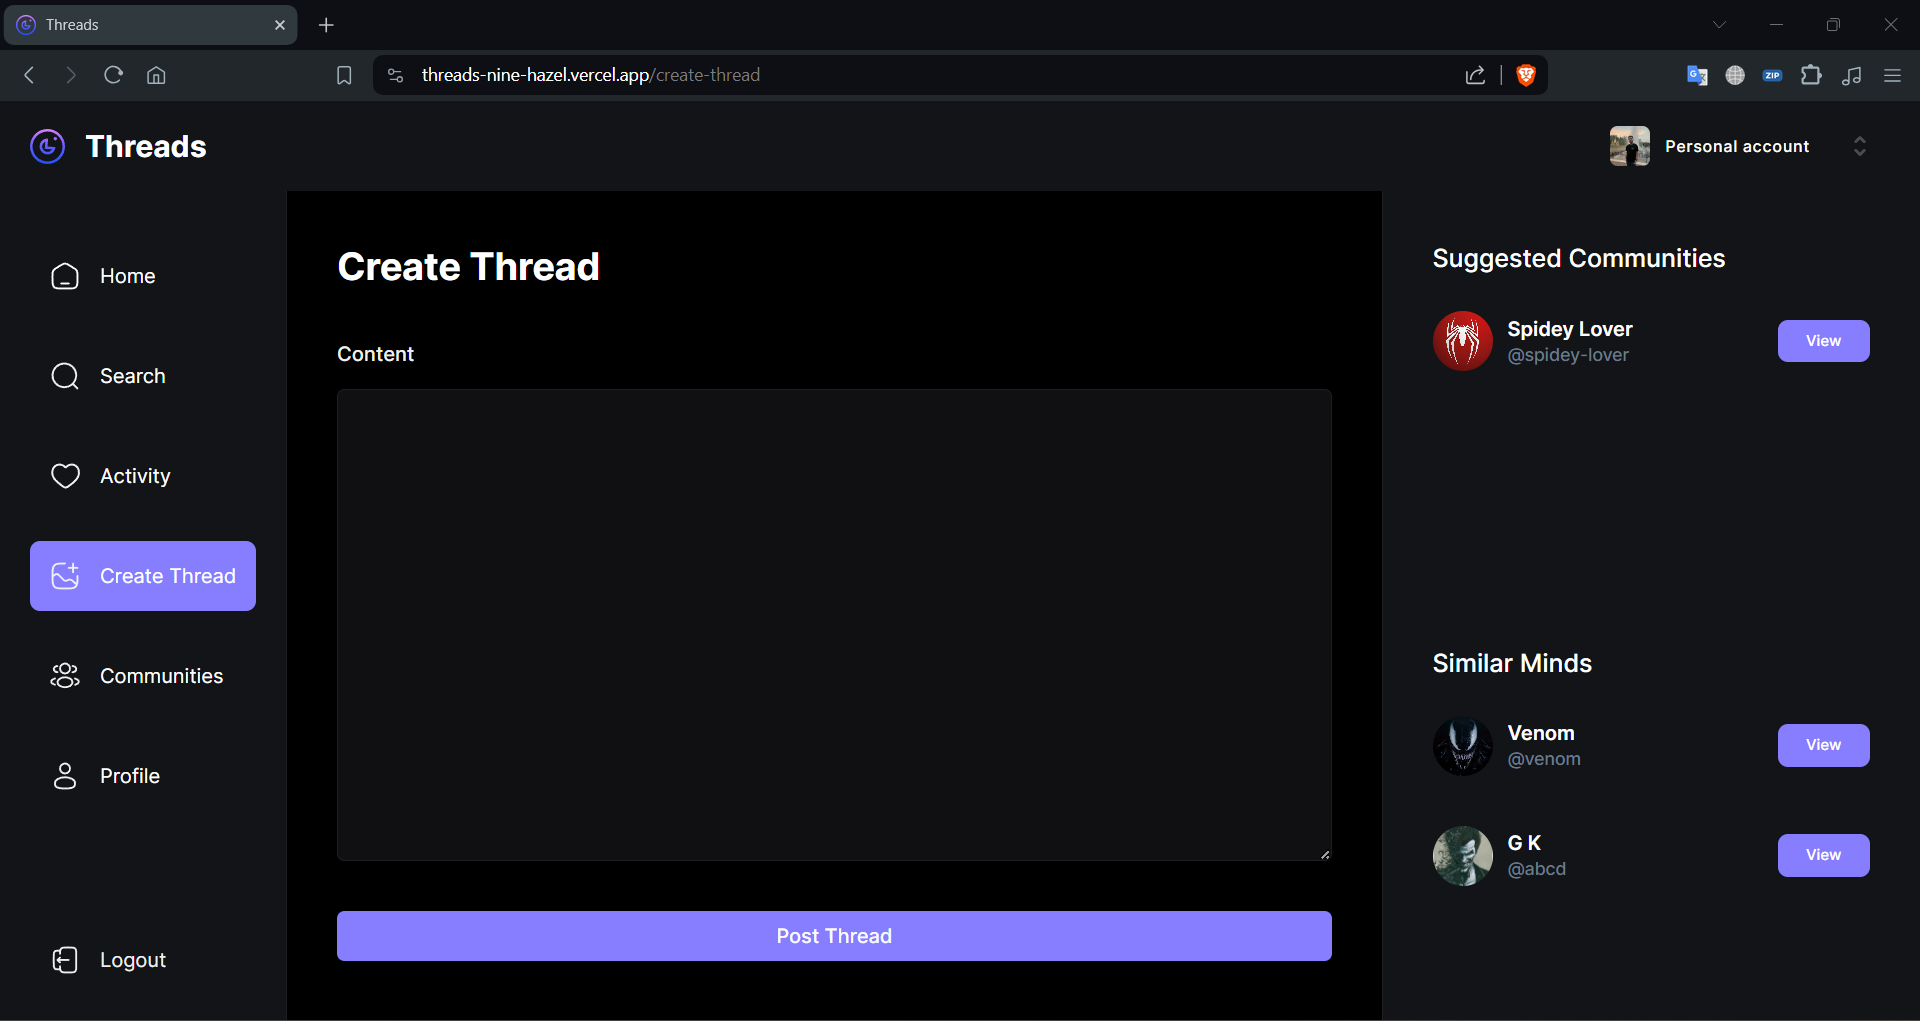 Threads
threads-nine-hazel.vercel.app/create-thread
ZIP
Threads
Personal account
Home
Search
Activity
Create Thread
Communities
Profile
Logout
Create Thread
Content
Post Thread
Suggested Communities
Spidey Lover
@spidey-lover
View
Similar Minds
Venom
@venom
View
G K
@abcd
View